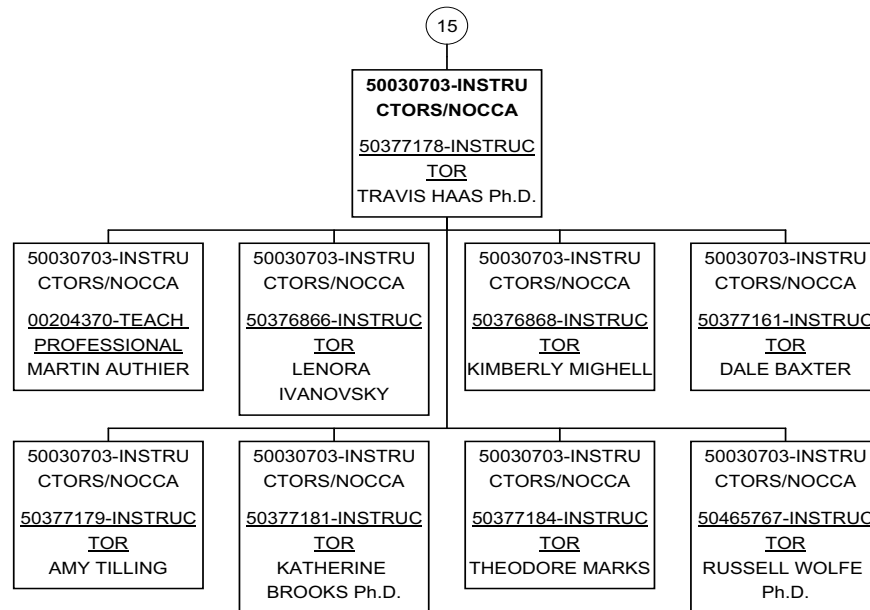 15
50030703-INSTRU
CTORS/NOCCA
50377178-INSTRUC
TOR
TRAVIS HAAS Ph.D.
50030703-INSTRU
CTORS/NOCCA
00204370-TEACH
PROFESSIONAL
MARTIN AUTHIER
50030703-INSTRU
CTORS/NOCCA
50376866-INSTRUC
TOR
LENORA
IVANOVSKY
50030703-INSTRU
CTORS/NOCCA
50376868-INSTRUC
TOR
KIMBERLY MIGHELL
50030703-INSTRU
CTORS/NOCCA
50377161-INSTRUC
TOR
DALE BAXTER
50030703-INSTRU
CTORS/NOCCA
50377179-INSTRUC
TOR
AMY TILLING
50030703-INSTRU
CTORS/NOCCA
50377181-INSTRUC
TOR
KATHERINE
BROOKS Ph.D.
50030703-INSTRU
CTORS/NOCCA
50377184-INSTRUC
TOR
THEODORE MARKS
50030703-INSTRU
CTORS/NOCCA
50465767-INSTRUC
TOR
RUSSELL WOLFE
Ph.D.